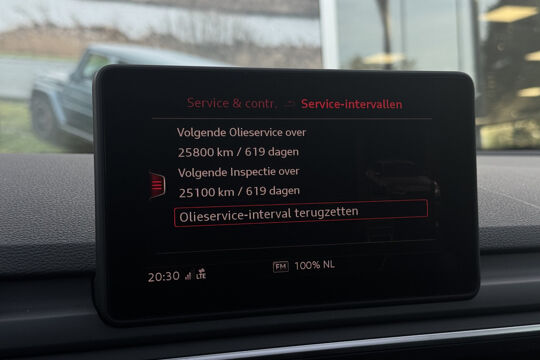 Service & contr. Service-intervallen
Volgende Olieservice over
25800 km / 619 dagen
Volgende Inspectie over
25100 km / 619 dagen
Olieservice-interval terugzetten
20:30 LTE FM 100% NL